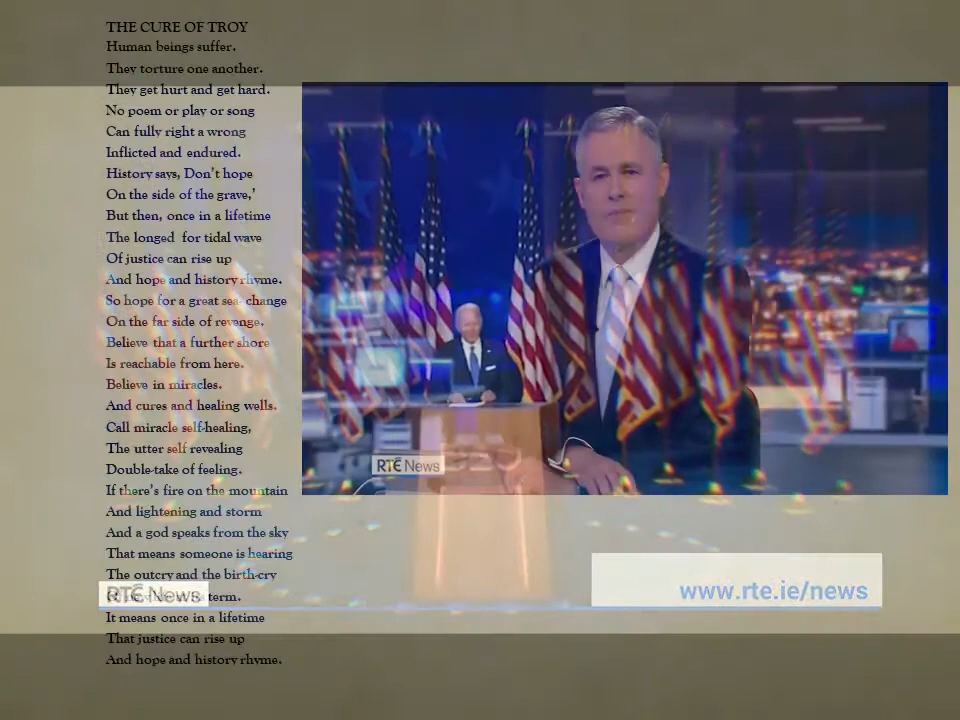 THE CURE OF TROY
Human beings suffer.
They torture one another.
They get hurt and get hard.
No poem or play or song
Can fully right a wrong
Inflicted and endured.
History says, Don't hope
On the side of the grave,'
But then, once in a lifetime
The longed for tidal wave
Of justice can rise up
And hope and history rhyme.
So hope for a great sea- change
On the far side of revenge.
Believe that a further shore
Is reachable from here.
Believe in miracles.
And cures and healing wells.
Call miracle self-healing,
The utter self revealing
Double-take of feeling.
If there's fire on the mountain
And lightening and storm
And a god speaks from the sky
That means someone is hearing
The outcry and the birth-cry
term.
It means once in a lifetime
That justice can rise up
And hope and history rhyme.
RTÉ News
RTÉ News
www.rte.ie/news